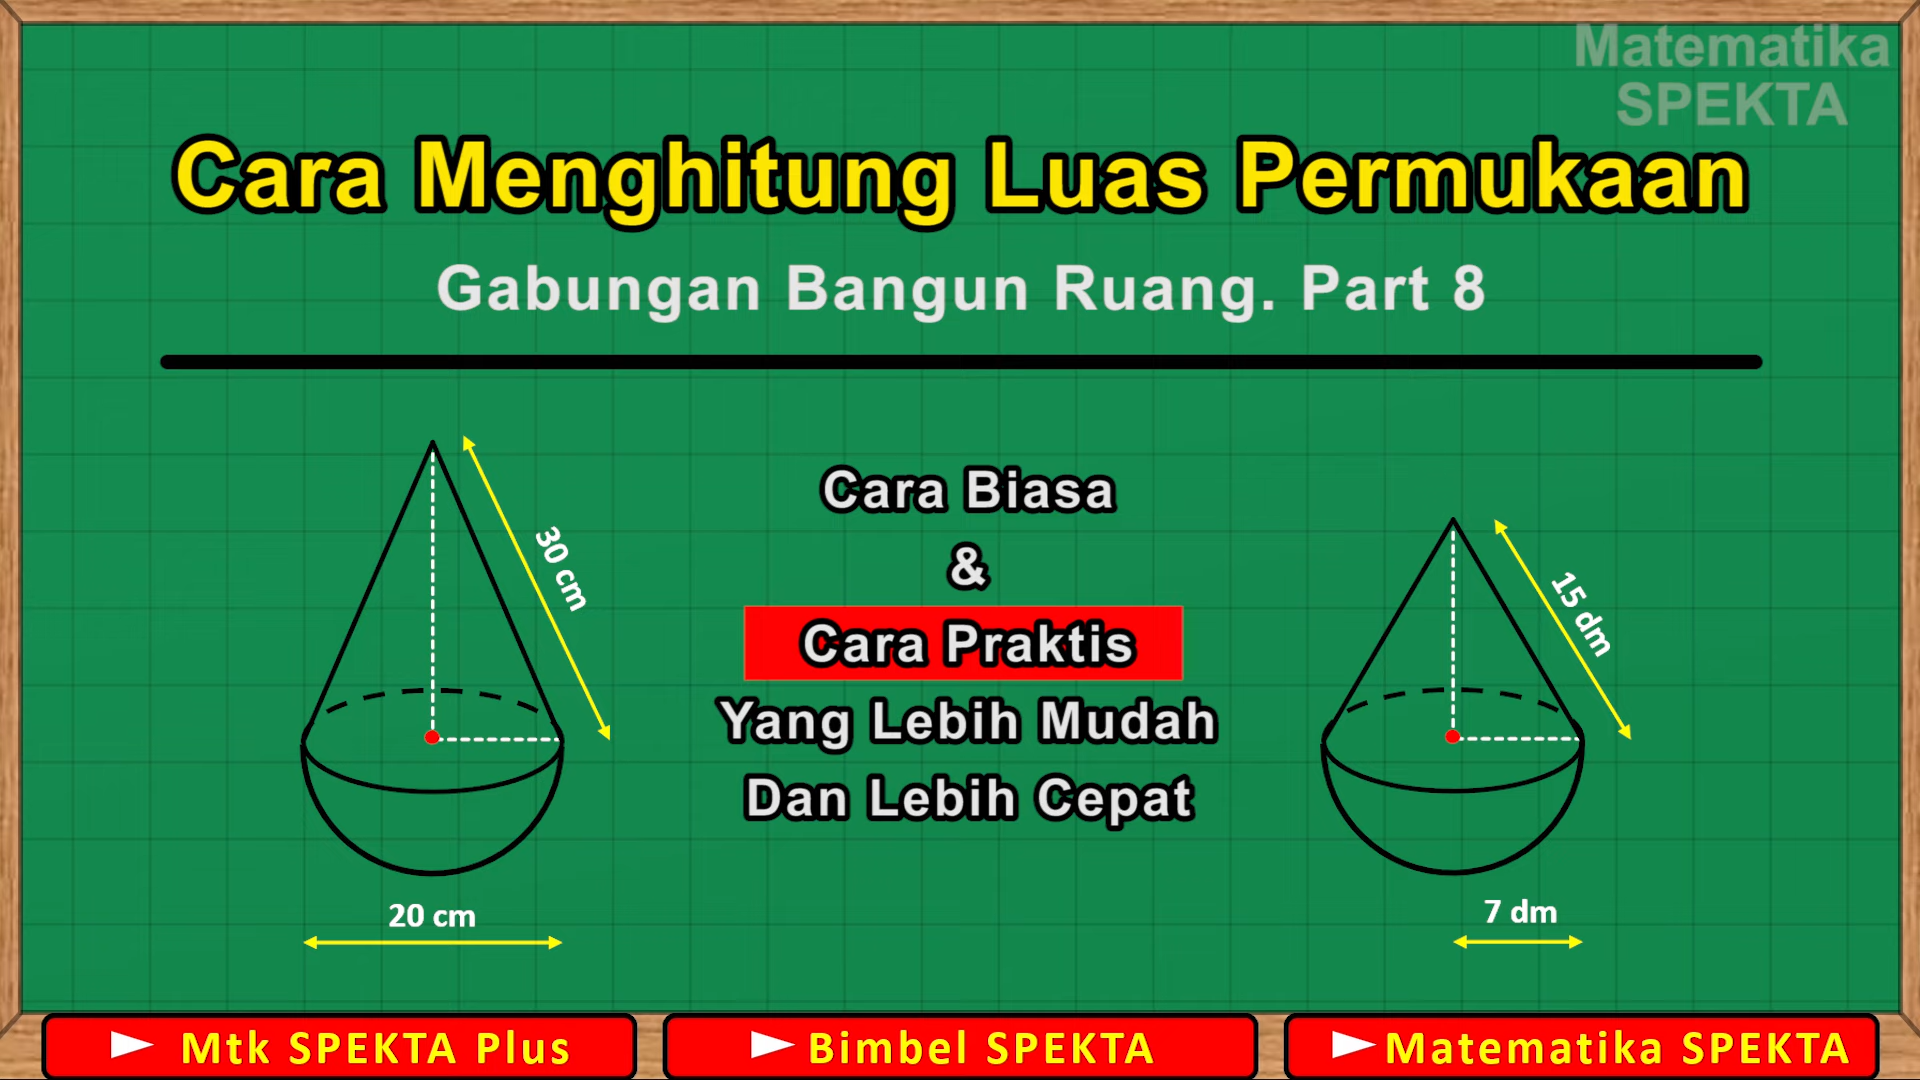 Matematika
SPEKTA
Cara Menghitung Luas Permukaan
Gabungan Bangun Ruang. Part 8
30 cm
20 cm
Cara Biasa
&
Cara Praktis
Yang Lebih Mudah
Dan Lebih Cepat
15 dm
7 dm
Mtk SPEKTA Plus
Bimbel SPEKTA
Matematika SPEKTA